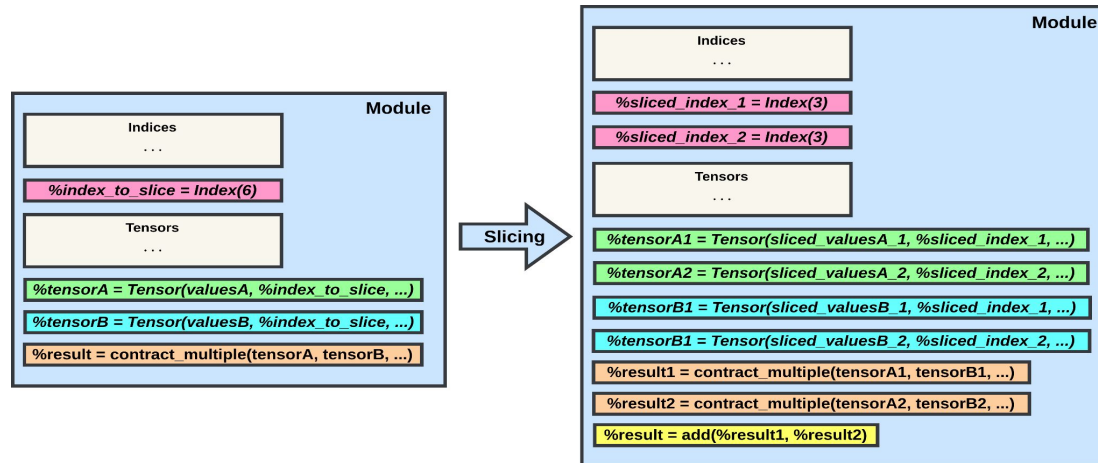 Module
Indices
. . .
%index_to_slice = Index(6)
Tensors
. . .
%tensorA = Tensor(valuesA, %index_to_slice, ...)
%tensorB = Tensor(valuesB, %index_to_slice, ...)
%result = contract_multiple(tensorA, tensorB, ...)
Slicing
Module
Indices
. . .
%sliced_index_1 = Index(3)
%sliced_index_2 = Index(3)
Tensors
. . .
%tensorA1 = Tensor(sliced_valuesA_1, %sliced_index_1, ...)
%tensorA2 = Tensor(sliced_valuesA_2, %sliced_index_2, ...)
%tensorB1 = Tensor(sliced_valuesB_1, %sliced_index_1, ...)
%tensorB1 = Tensor(sliced_valuesB_2, %sliced_index_2, ...)
%result1 = contract_multiple(tensorA1, tensorB1, ...)
%result2 = contract_multiple(tensorA2, tensorB2, ...)
%result = add(%result1, %result2)